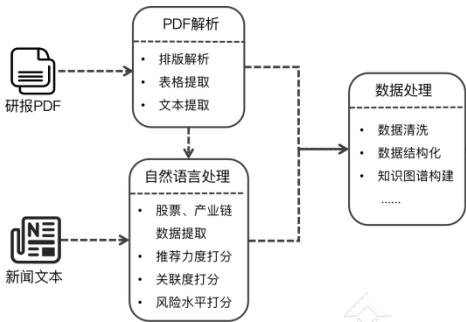 PDF解析
• 排版解析
• 表格提取
• 文本提取
研报PDF
自然语言处理
• 股票、产业链
数据提取
• 推荐力度打分
• 关联度打分
• 风险水平打分
N
新闻文本
数据处理
• 数据清洗
• 数据结构化
• 知识图谱构建
......